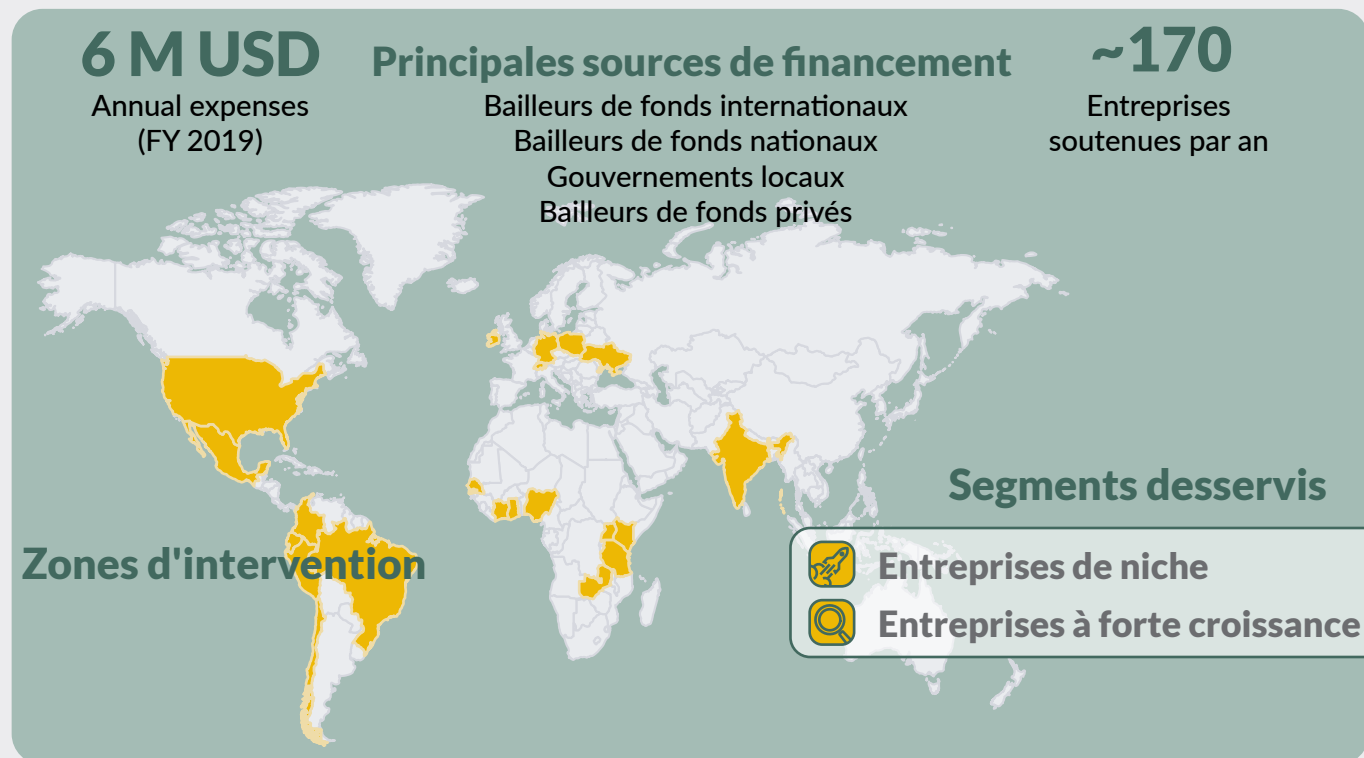 6 M USD
Annual expenses
(FY 2019)
Principales sources de financement
Bailleurs de fonds internationaux
Bailleurs de fonds nationaux
Gouvernements locaux
Bailleurs de fonds privés
~170
Entreprises
soutenues par an
Zones d'intervention
Segments desservis
Entreprises de niche
Entreprises à forte croissance